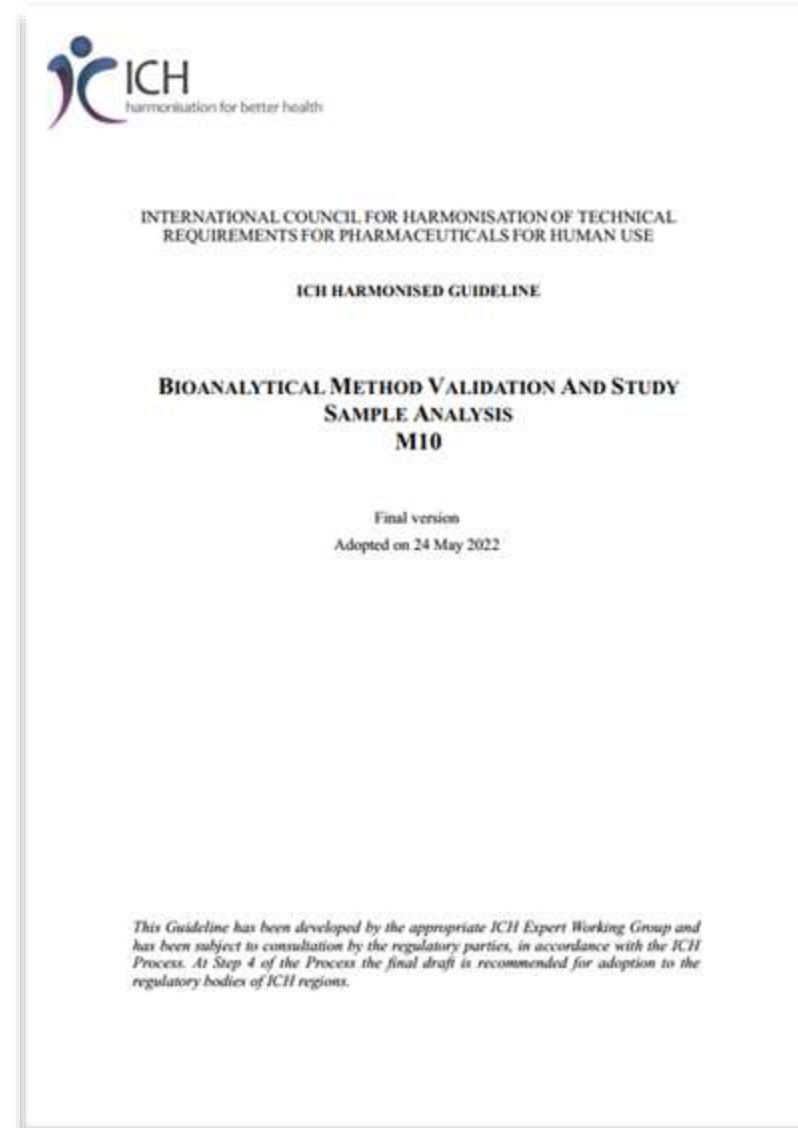 ICH
harmonisation for better health
INTERNATIONAL COUNCIL FOR HARMONISATION OF TECHNICAL
REQUIREMENTS FOR PHARMACEUTICALS FOR HUMAN USE
ICH HARMONISED GUIDELINE
BIOANALYTICAL METHOD VALIDATION AND STUDY
SAMPLE ANALYSIS
M10
Final version
Adopted on 24 May 2022
This Guideline has been developed by the appropriate ICH Expert Working Group and
has been subject to consultation by the regulatory parties, in accordance with the ICH
Process. At Step 4 of the Process the final draft is recommended for adoption to the
regulatory bodies of ICH regions.